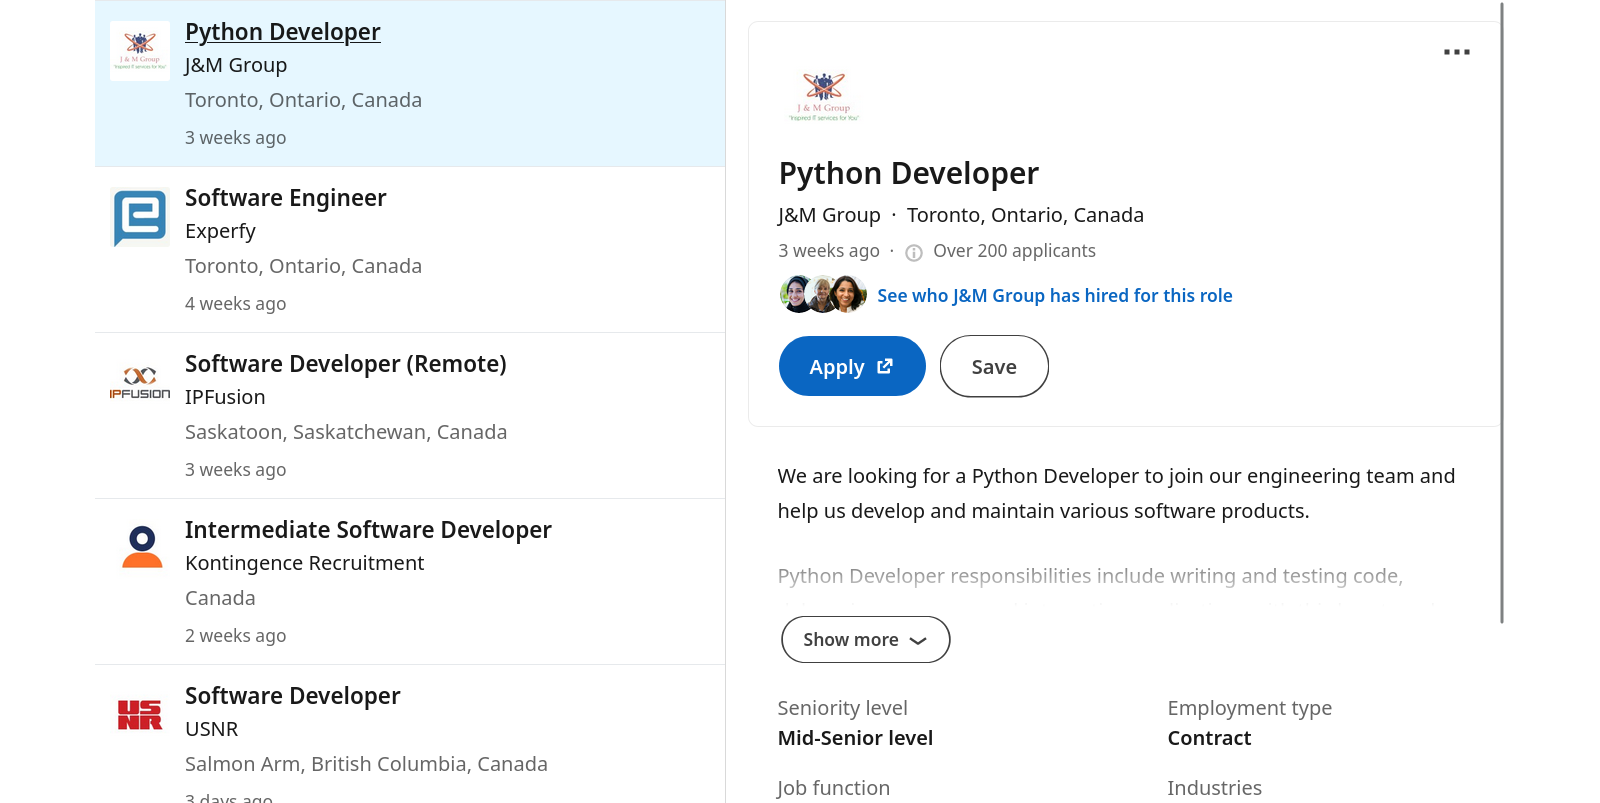 Python Developer
J&M Group
Toronto, Ontario, Canada
3 weeks ago
Software Engineer
Experfy
Toronto, Ontario, Canada
4 weeks ago
IPFUSION
Software Developer (Remote)
IPFusion
Saskatoon, Saskatchewan, Canada
3 weeks ago
Intermediate Software Developer
Kontingence Recruitment
Canada
2 weeks ago
USNR
Software Developer
USNR
Salmon Arm, British Columbia, Canada
3 days ago
J & M Group
"Inspired IT services for You"
Python Developer
J&M Group · Toronto, Ontario, Canada
3 weeks ago · Over 200 applicants
See who J&M Group has hired for this role
Apply
Save
We are looking for a Python Developer to join our engineering team and
help us develop and maintain various software products.
Python Developer responsibilities include writing and testing code,
Show more
Seniority level
Mid-Senior level
Employment type
Contract
Job function
Industries